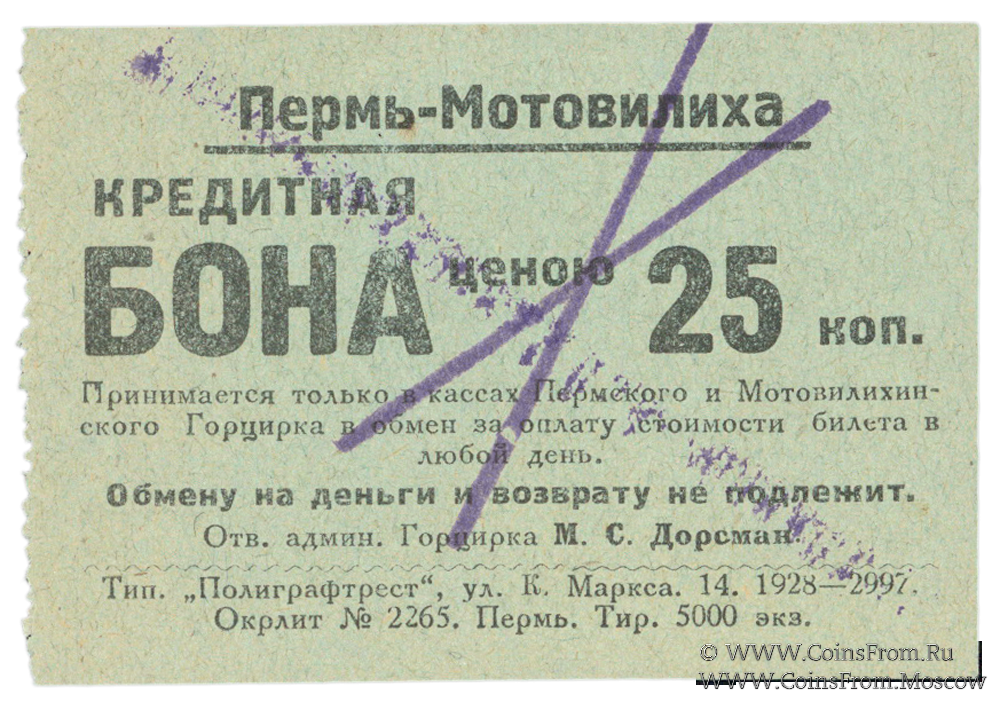 Пермь-Мотовилиха
КРЕДИТНАЯ
БОНА ценою 25 коп.
Принимается только в кассах Пермского и Мотовилихин-
ского Горцирка в обмен за оплату стоимости билета в
любой день.
Обмену на деньги и возврату не подлежит.
Отв. админ. Горцирка М. С. Дорсман.
Тип. „Полиграфтрест“, ул. К. Маркса. 14. 1928—2997.
Окрлит № 2265. Пермь. Тир. 5000 экз.
© WWW.CoinsFrom.Ru
WWW.CoinsFrom.Moscow